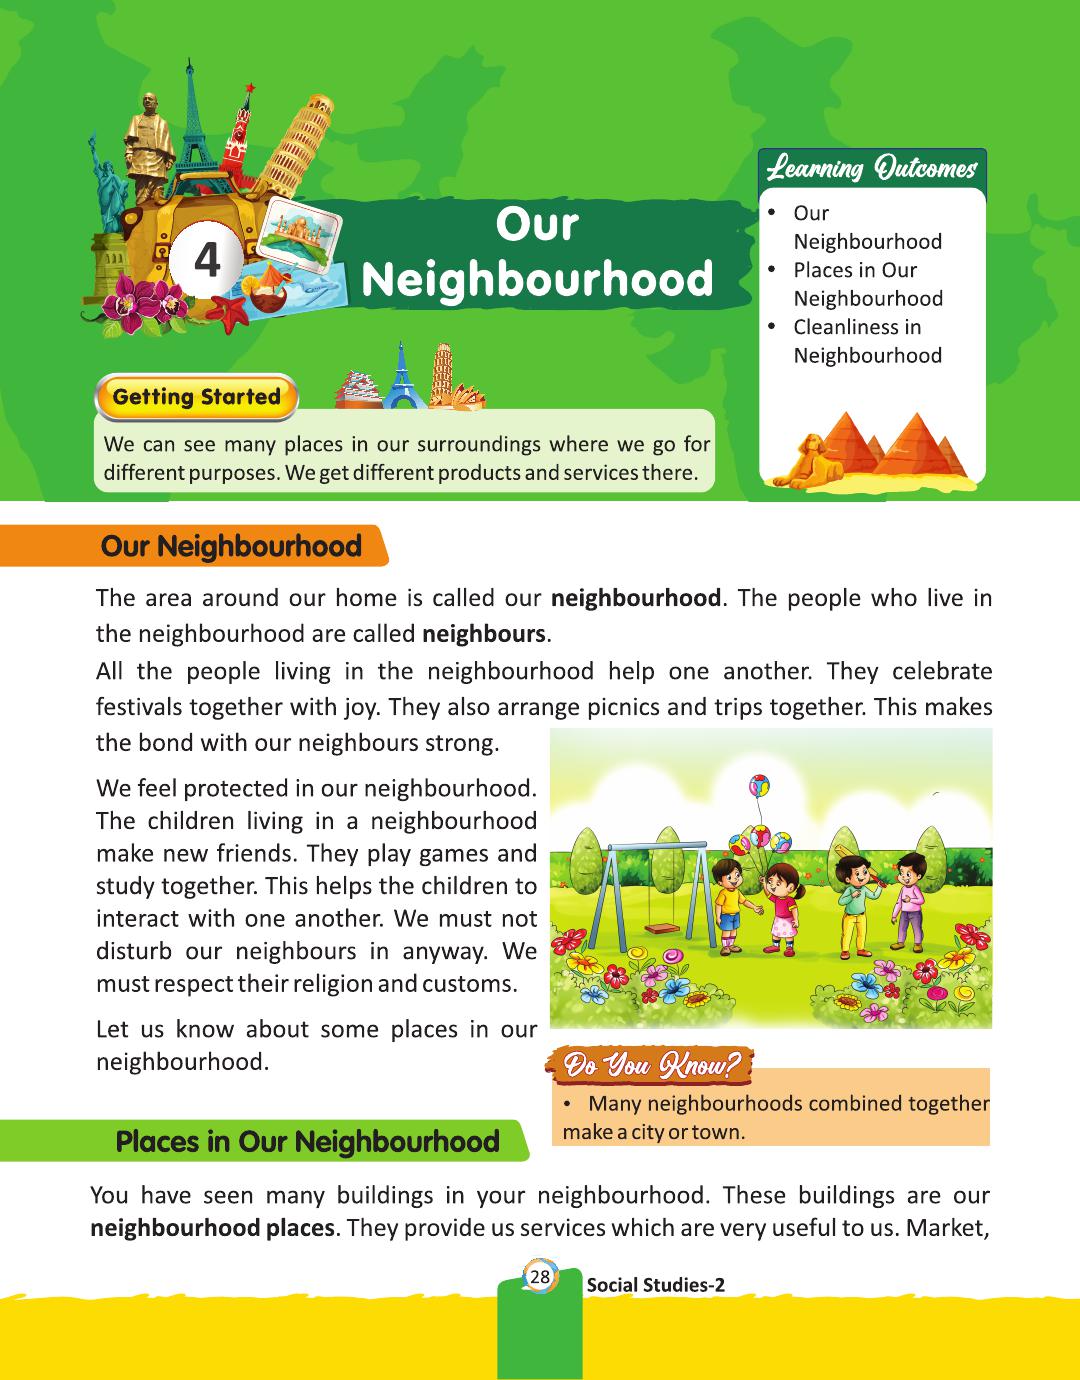 4
Our
Neighbourhood
Learning Outcomes
• Our
Neighbourhood
• Places in Our
Neighbourhood
• Cleanliness in
Neighbourhood
Getting Started
We can see many places in our surroundings where we go for
different purposes. We get different products and services there.
Our Neighbourhood
The area around our home is called our neighbourhood. The people who live in
the neighbourhood are called neighbours.
All the people living in the neighbourhood help one another. They celebrate
festivals together with joy. They also arrange picnics and trips together. This makes
the bond with our neighbours strong.
We feel protected in our neighbourhood.
The children living in a neighbourhood
make new friends. They play games and
study together. This helps the children to
interact with one another. We must not
disturb our neighbours in anyway. We
must respect their religion and customs.
Let us know about some places in our
neighbourhood.
Do You Know?
• Many neighbourhoods combined together
make a city or town.
Places in Our Neighbourhood
You have seen many buildings in your neighbourhood. These buildings are our
neighbourhood places. They provide us services which are very useful to us. Market,
28
Social Studies-2